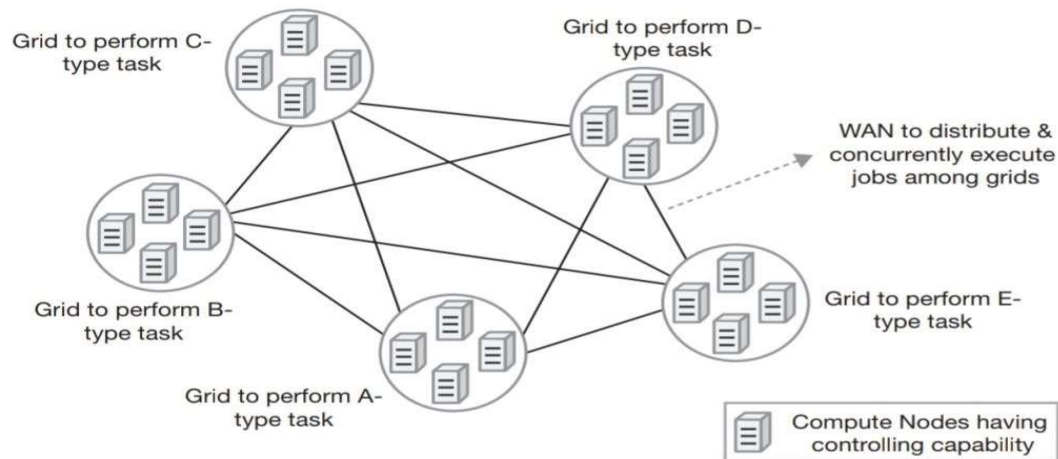 Grid to perform C-
type task
Grid to perform D-
type task
WAN to distribute &
concurrently execute
jobs among grids
Grid to perform B-
type task
Grid to perform E-
type task
Grid to perform A-
type task
Compute Nodes having
controlling capability